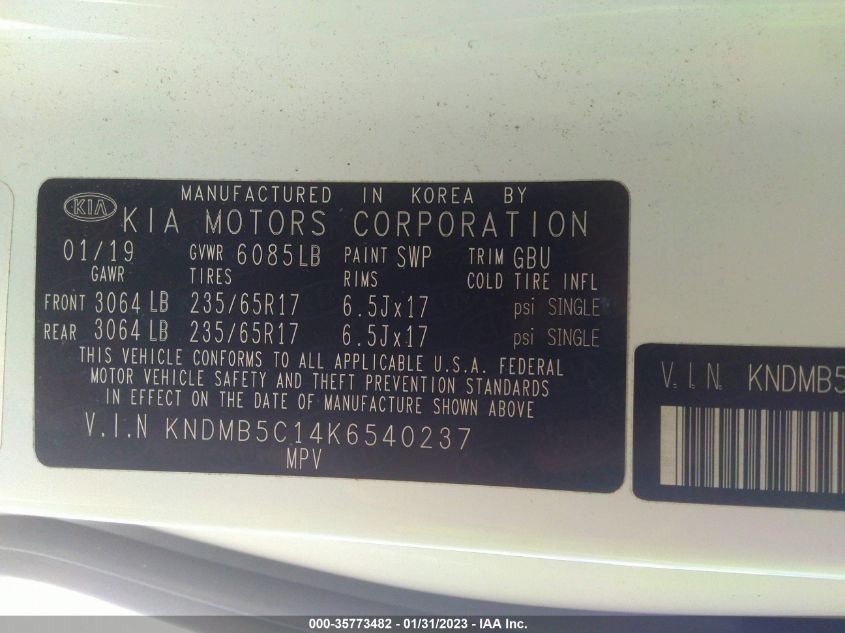 MANUFACTURED IN KOREA BY
KIA KIA MOTORS CORPORATION
01/19 GVWR 6085LB PAINT SWP TRIM GBU
GAWR TIRES RIMS COLD TIRE INFL
FRONT 3064 LB 235/65R17 6.5Jx17 psi SINGLE
REAR 3064 LB 235/65R17 6.5Jx17 psi SINGLE
THIS VEHICLE CONFORMS TO ALL APPLICABLE U.S.A. FEDERAL
MOTOR VEHICLE SAFETY AND THEFT PREVENTION STANDARDS
IN EFFECT ON THE DATE OF MANUFACTURE SHOWN ABOVE
V.I.N KNDMB5C14K6540237
MPV
V.I.N. KNDMB5
000-35773482 - 01/31/2023 - IAA Inc.